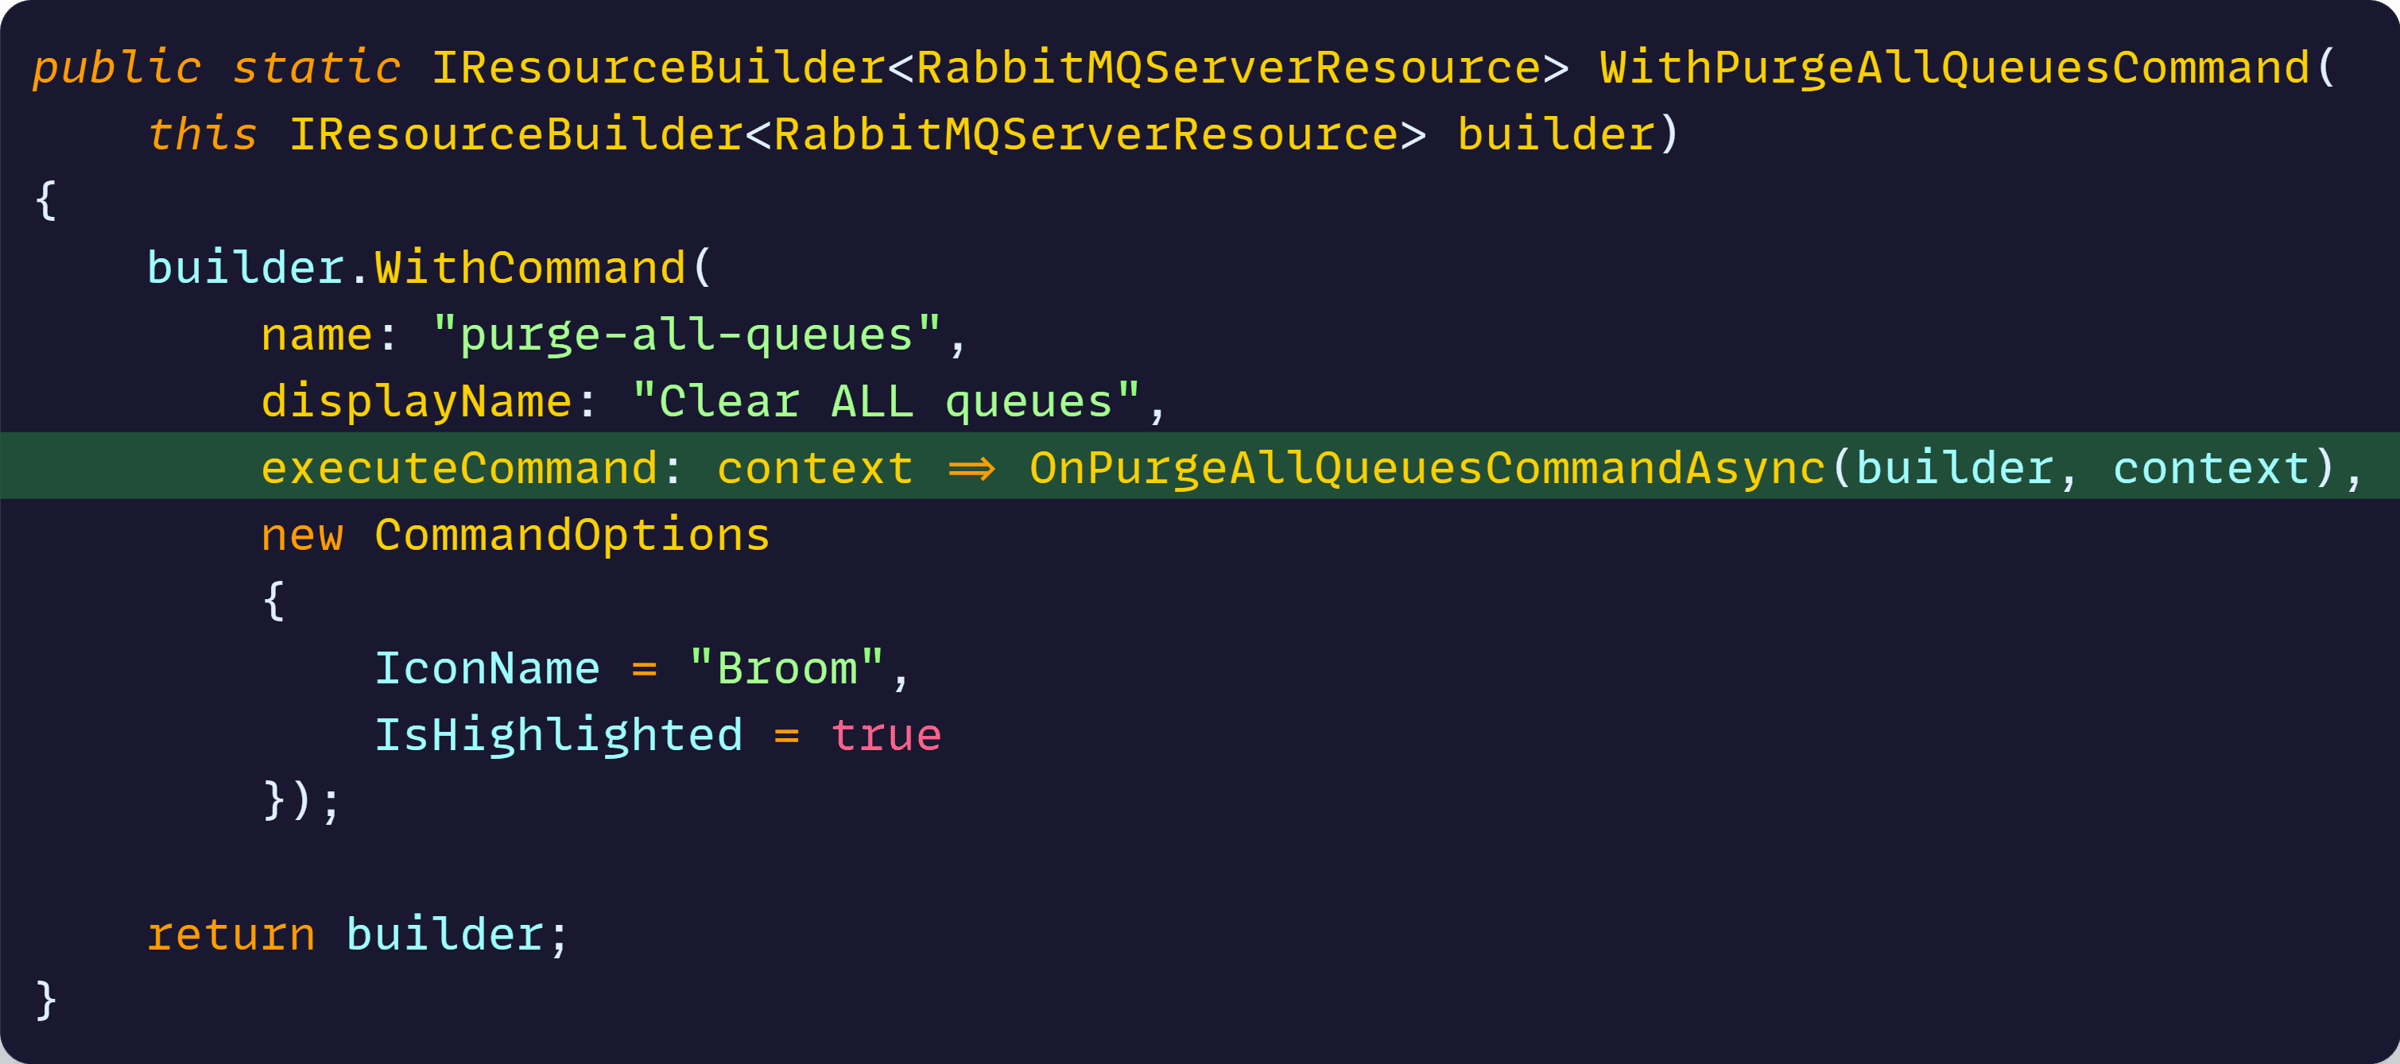 public static IResourceBuilder<RabbitMQServerResource> WithPurgeAllQueuesCommand(
    this IResourceBuilder<RabbitMQServerResource> builder)
{
    builder.WithCommand(
        name: "purge-all-queues",
        displayName: "Clear ALL queues",
        executeCommand: context => OnPurgeAllQueuesCommandAsync(builder, context),
        new CommandOptions
        {
            IconName = "Broom",
            IsHighlighted = true
        });

    return builder;
}